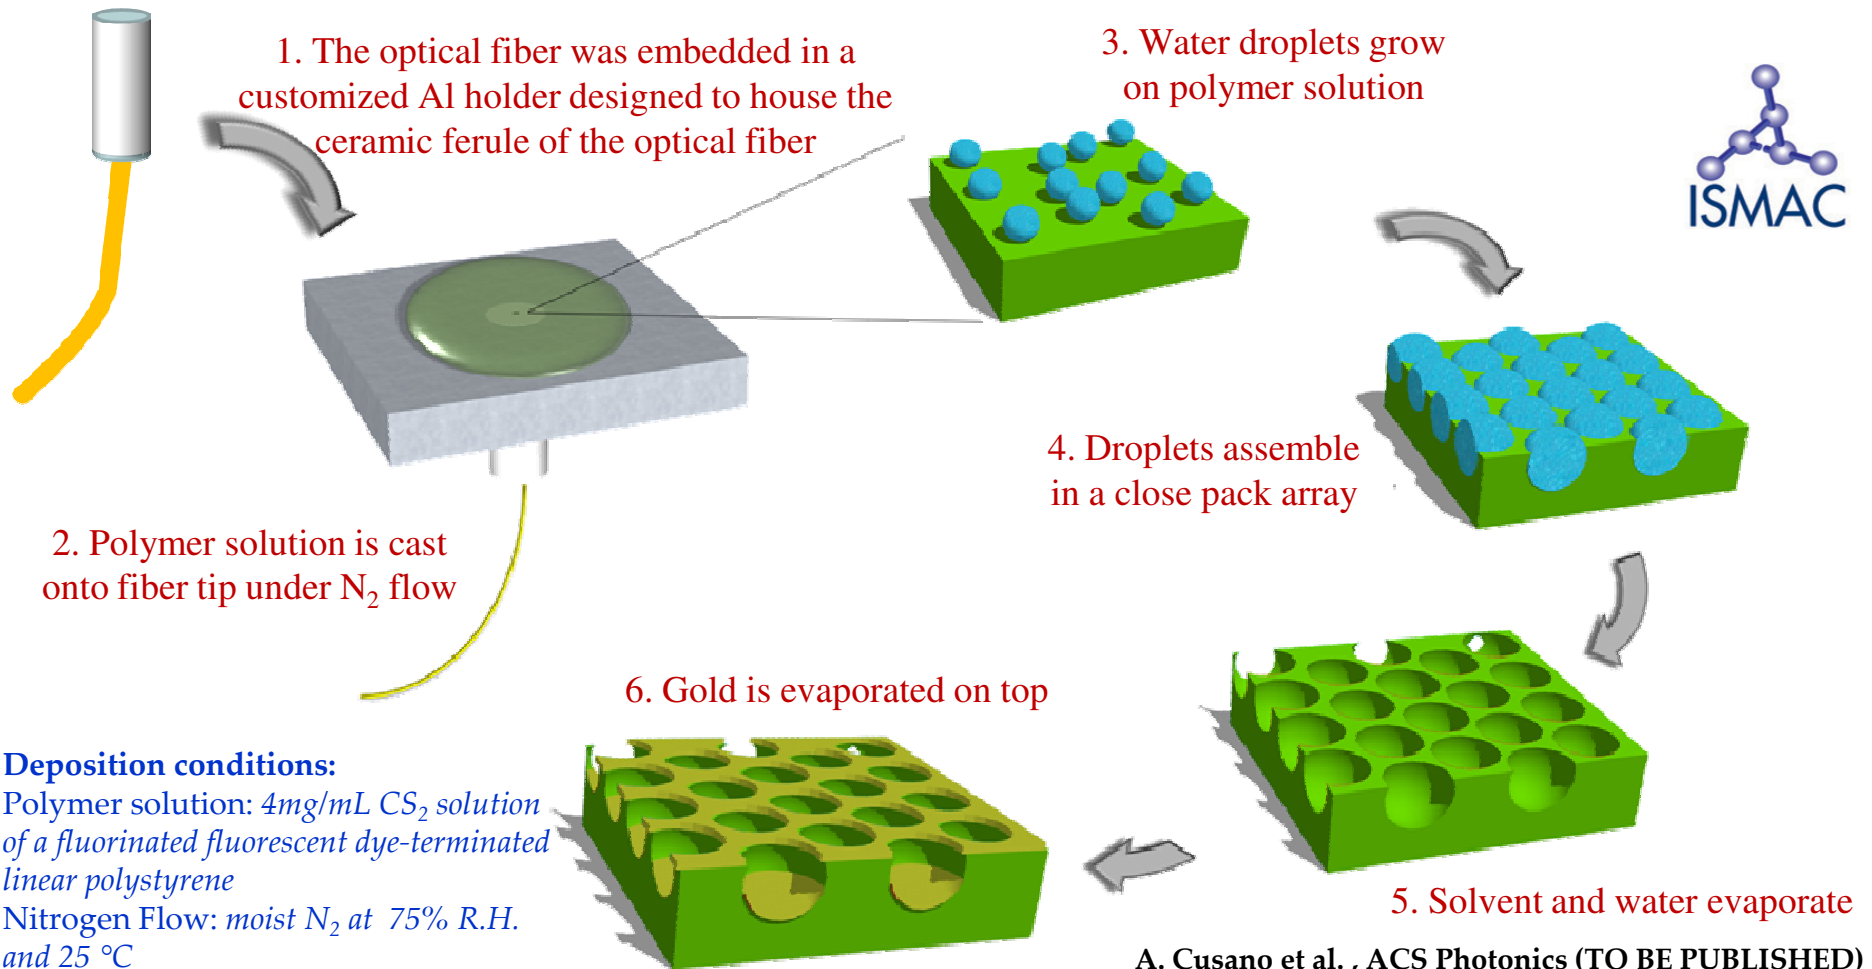 1. The optical fiber was embedded in a
customized Al holder designed to house the
ceramic ferule of the optical fiber
3. Water droplets grow
on polymer solution
ISMAC
4. Droplets assemble
in a close pack array
2. Polymer solution is cast
onto fiber tip under N₂ flow
6. Gold is evaporated on top
Deposition conditions:
Polymer solution: 4mg/mL CS₂ solution
of a fluorinated fluorescent dye-terminated
linear polystyrene
Nitrogen Flow: moist N₂ at 75% R.H.
and 25 °C
5. Solvent and water evaporate
A. Cusano et al. , ACS Photonics (TO BE PUBLISHED)